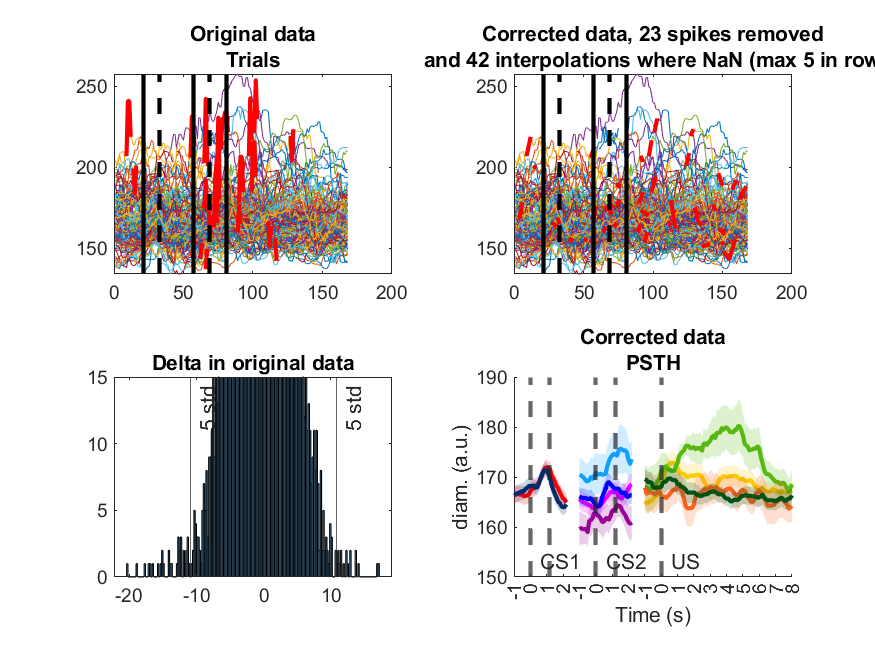 Original data
Trials
250
200
150
0
50
100
150
200
Corrected data, 23 spikes removed
and 42 interpolations where NaN (max 5 in row
250
200
150
0
50
100
150
200
Delta in original data
15
10
5
0
-20
-10
0
10
5 std
5 std
Corrected data
PSTH
190
180
170
160
150
diam. (a.u.)
CS1
CS2
US
-1 0 1 2 -1 0 1 2 -1 0 1 2 3 4 5 6 7 8
Time (s)